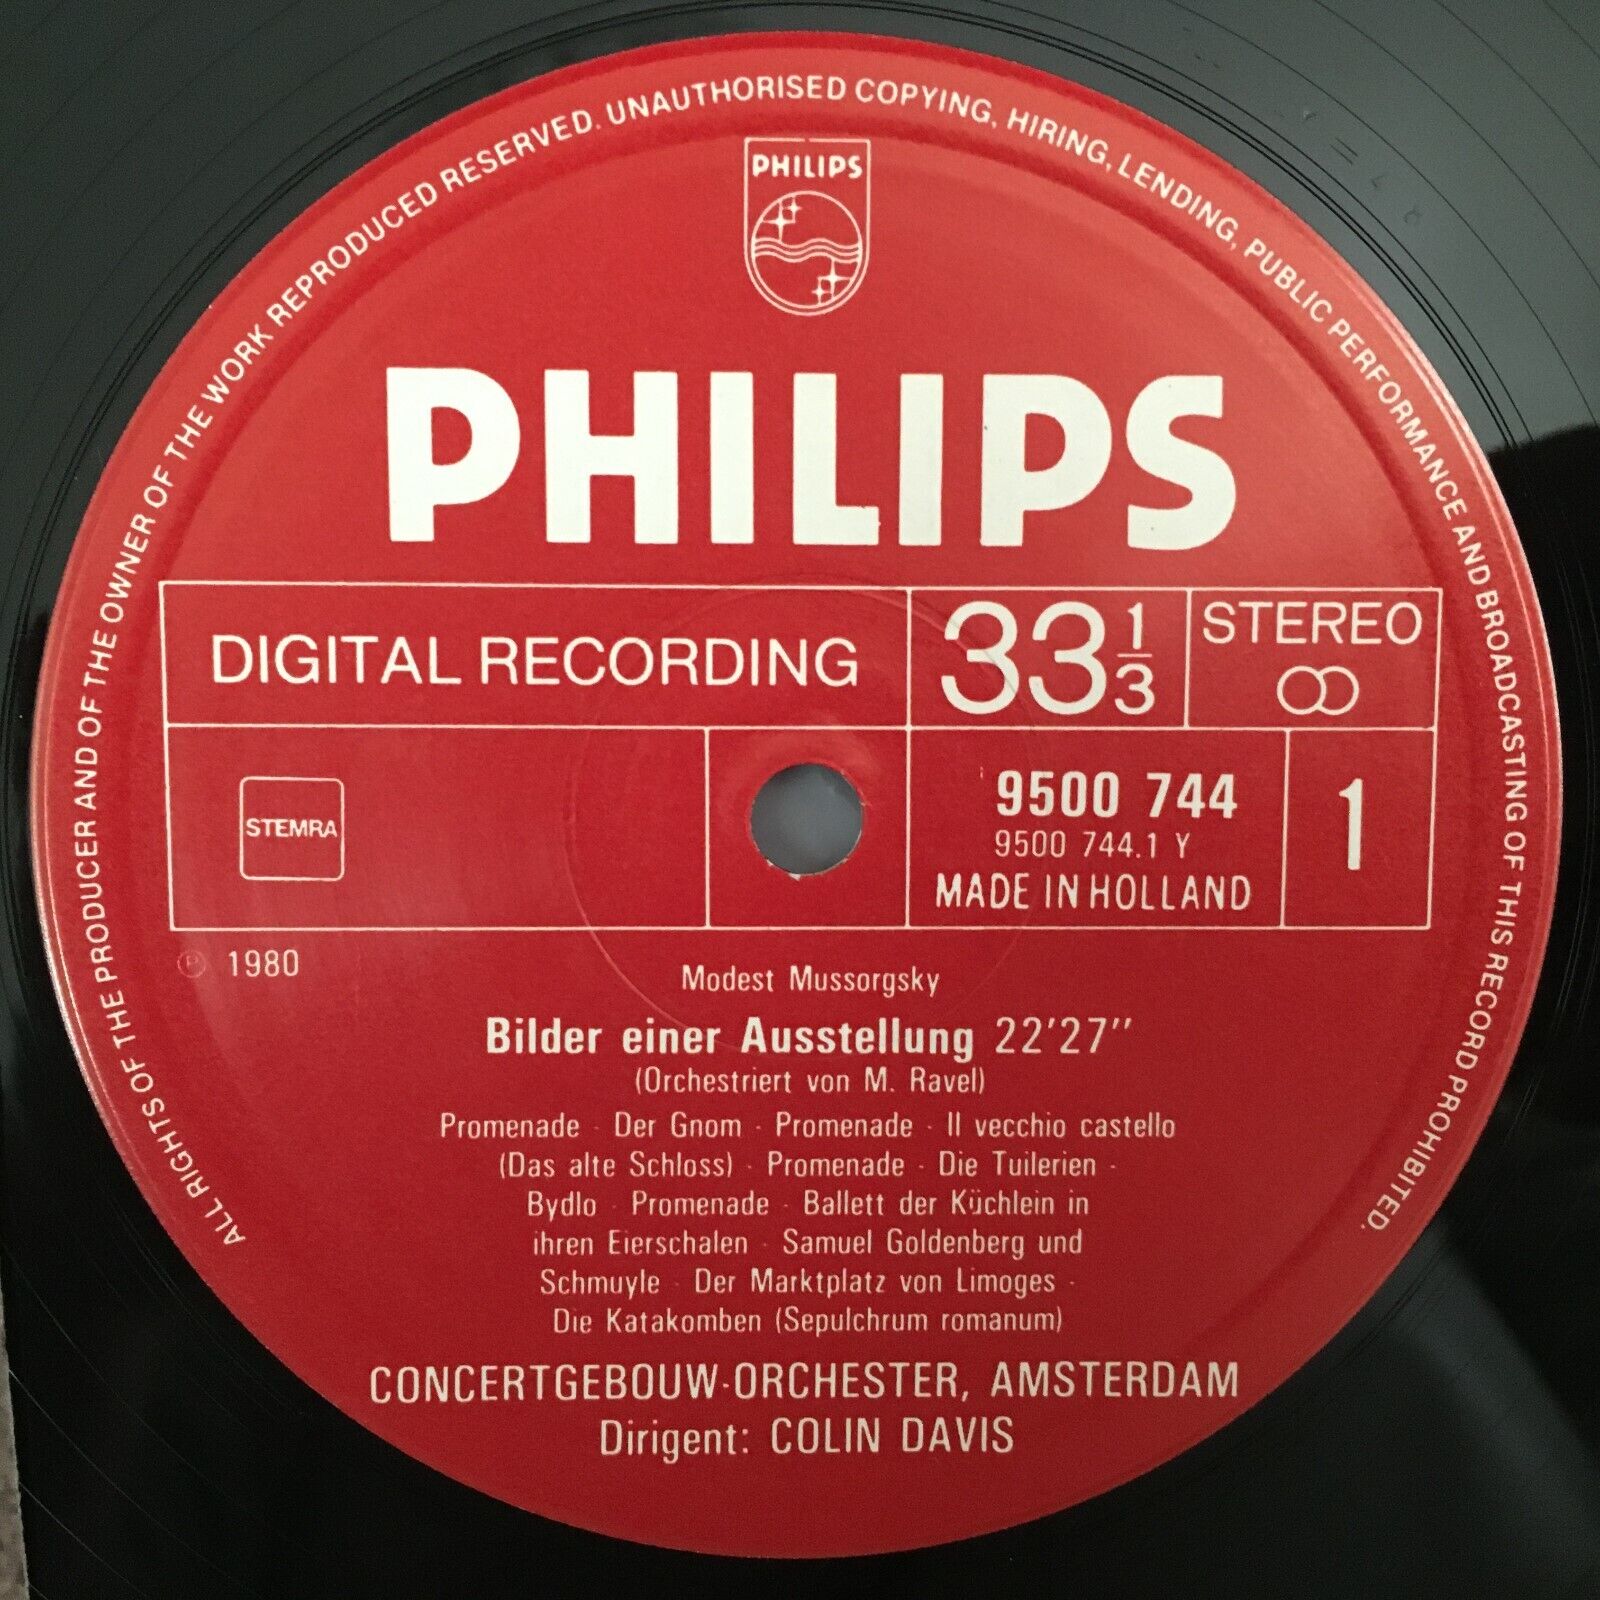 ALL RIGHTS OF THE PRODUCER AND OF THE OWNER OF THE WORK REPRODUCED RESERVED. UNAUTHORISED COPYING, HIRING, LENDING, PUBLIC PERFORMANCE AND BROADCASTING OF THIS RECORD PROHIBITED.
PHILIPS
PHILIPS
DIGITAL RECORDING
33 1/3
STEREO
STEMRA
9500 744
9500 744.1 Y
MADE IN HOLLAND
1
℗ 1980
Modest Mussorgsky
Bilder einer Ausstellung 22'27"
(Orchestriert von M. Ravel)
Promenade · Der Gnom · Promenade · Il vecchio castello
(Das alte Schloss) · Promenade · Die Tuilerien ·
Bydlo · Promenade · Ballett der Küchlein in
ihren Eierschalen · Samuel Goldenberg und
Schmuyle · Der Marktplatz von Limoges ·
Die Katakomben (Sepulchrum romanum)
CONCERTGEBOUW-ORCHESTER, AMSTERDAM
Dirigent: COLIN DAVIS